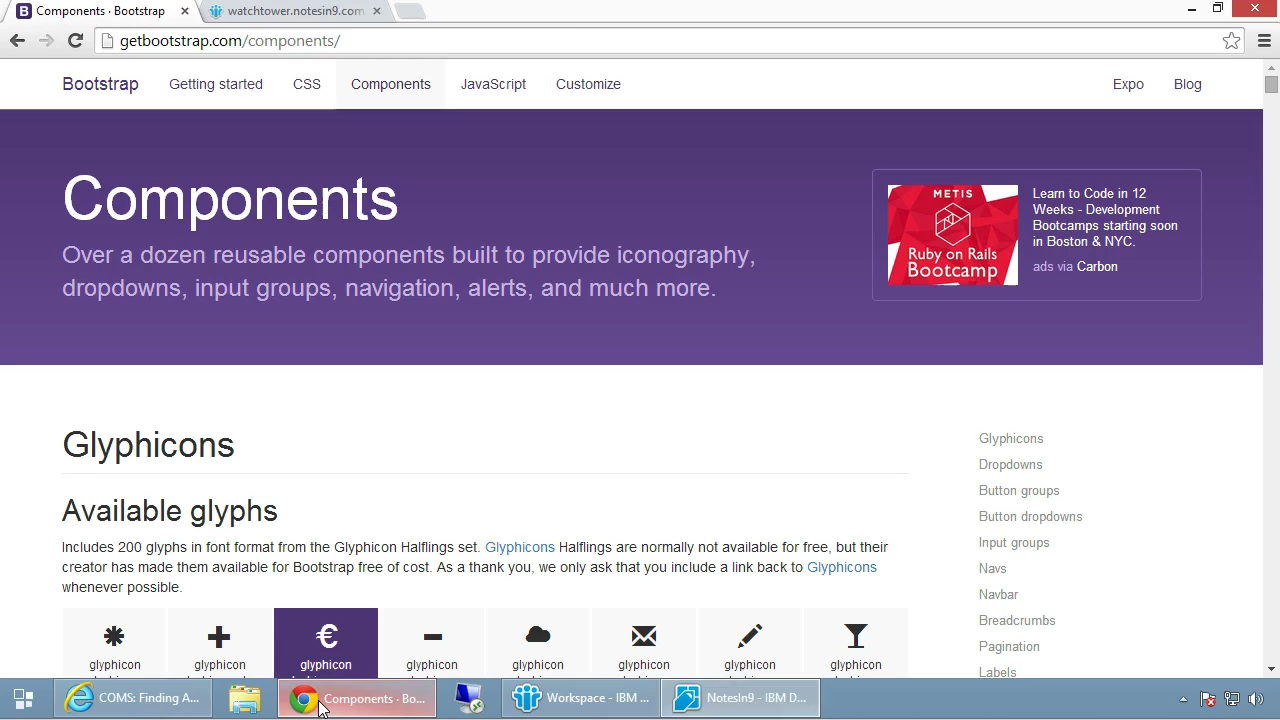 Components · Bootstrap
watchtower.notesin9.com
getbootstrap.com/components/
Bootstrap Getting started CSS Components JavaScript Customize Expo Blog
Components
Over a dozen reusable components built to provide iconography,
dropdowns, input groups, navigation, alerts, and much more.
METIS
Ruby on Rails
Bootcamp
Learn to Code in 12
Weeks - Development
Bootcamps starting soon
in Boston & NYC.
ads via Carbon
Glyphicons
Available glyphs
Includes 200 glyphs in font format from the Glyphicon Halflings set. Glyphicons Halflings are normally not available for free, but their
creator has made them available for Bootstrap free of cost. As a thank you, we only ask that you include a link back to Glyphicons
whenever possible.
glyphicon glyphicon glyphicon glyphicon glyphicon glyphicon glyphicon glyphicon
Glyphicons
Dropdowns
Button groups
Button dropdowns
Input groups
Navs
Navbar
Breadcrumbs
Pagination
Labels
COMS: Finding A... Components · Bo... Workspace - IBM ... NotesIn9 - IBM D...